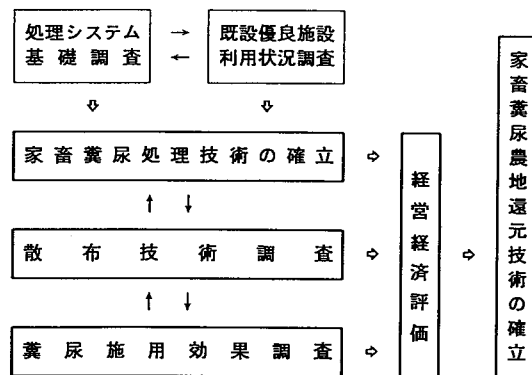 処理システム
基礎調査
既設優良施設
利用状況調査
家畜糞尿処理技術の確立
散布技術調査
糞尿施用効果調査
経営経済評価
家畜糞尿農地還元技術の確立